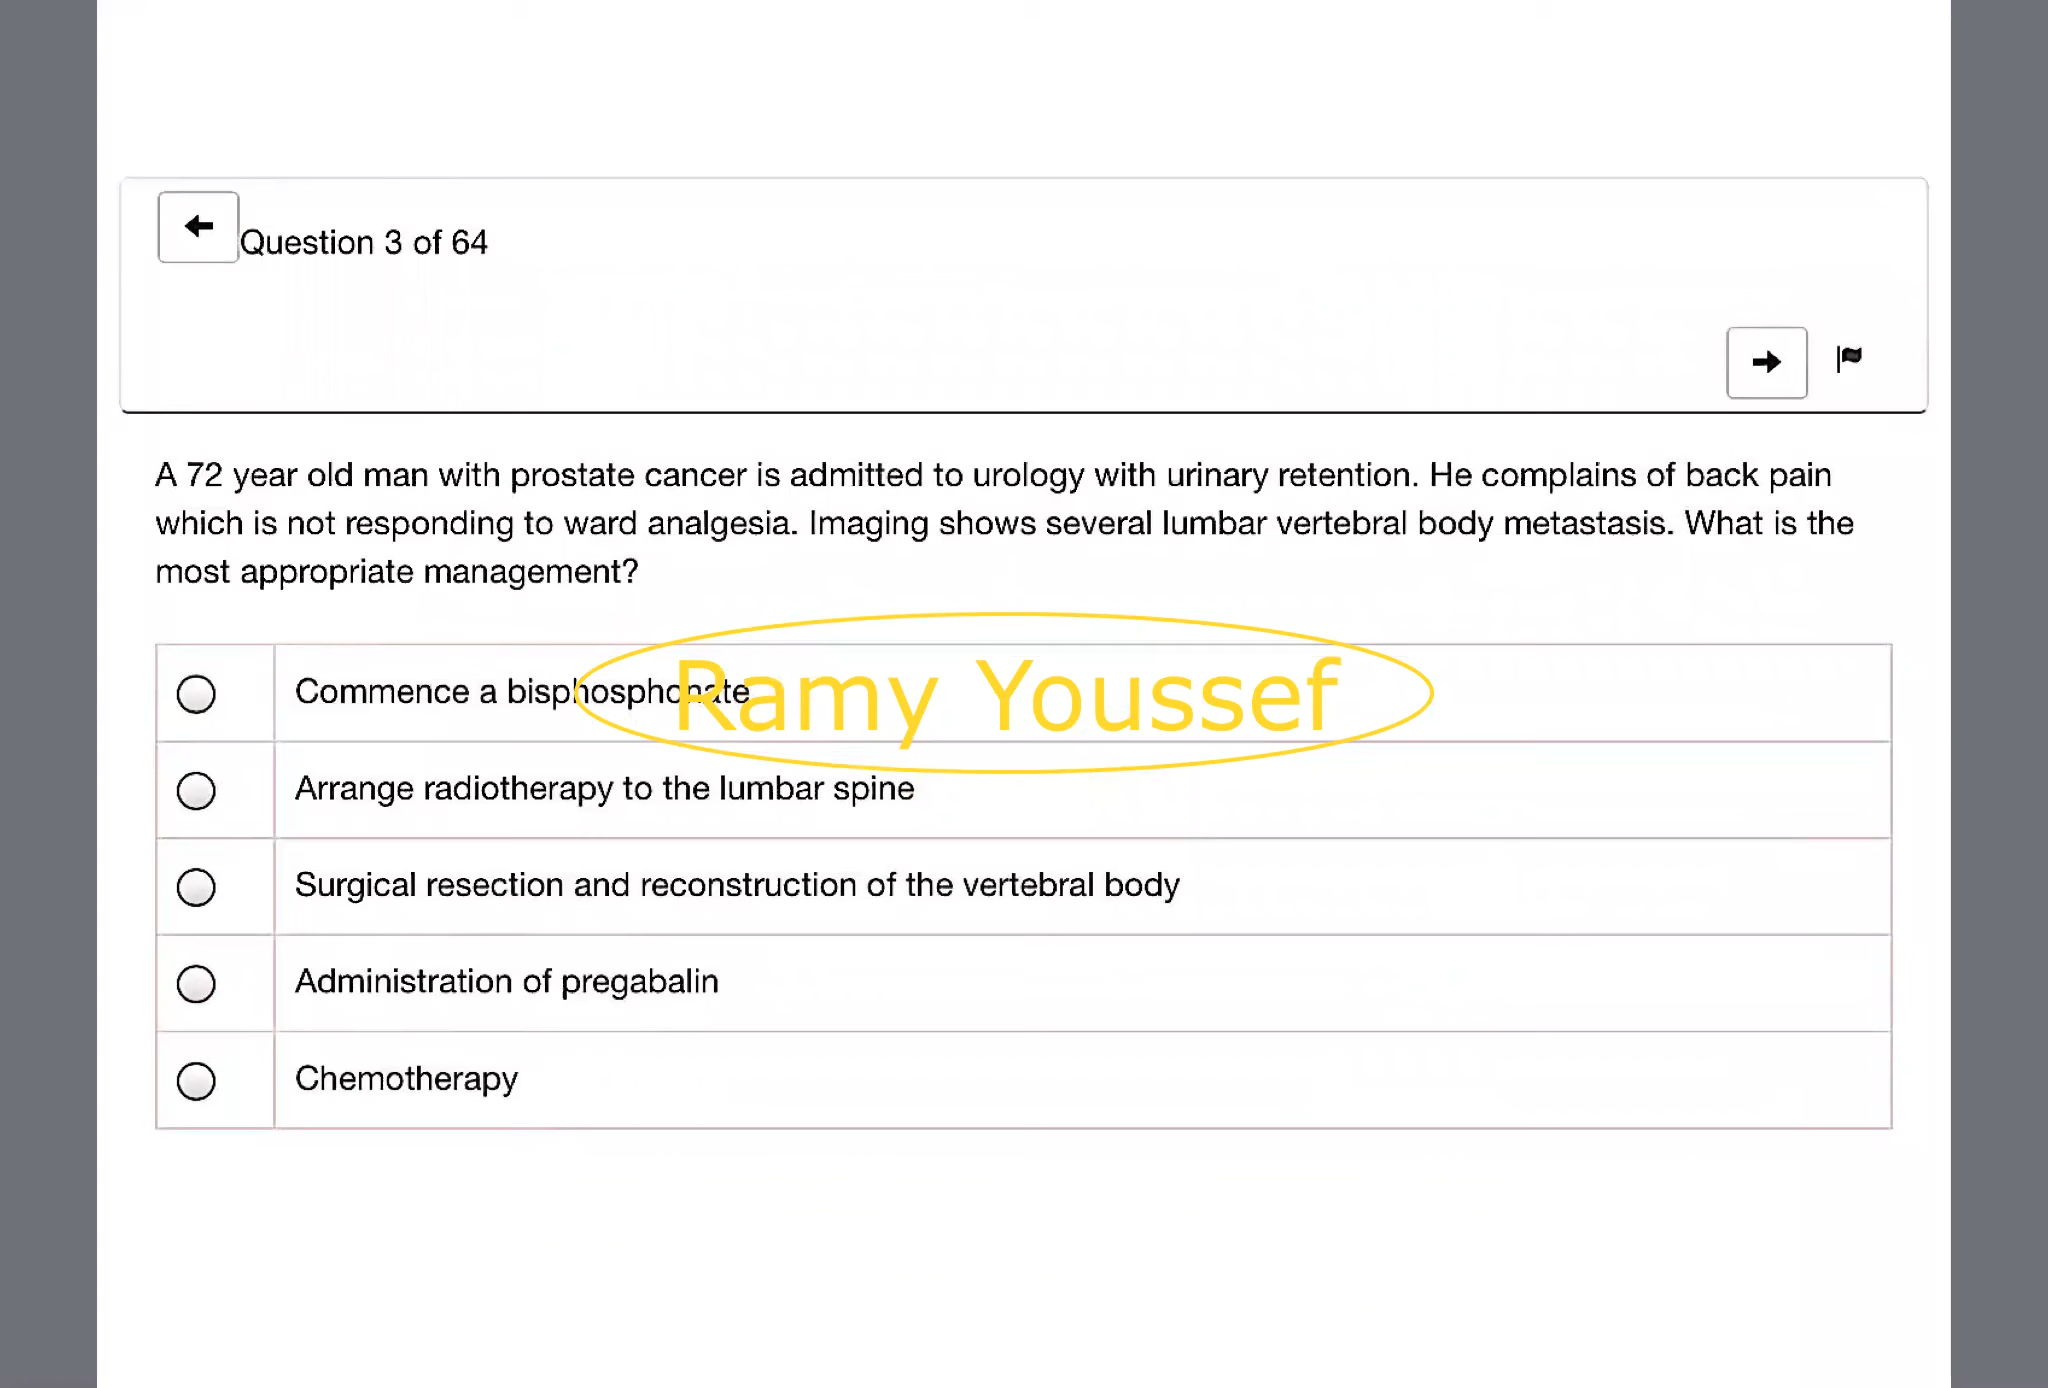 Question 3 of 64
A 72 year old man with prostate cancer is admitted to urology with urinary retention. He complains of back pain
which is not responding to ward analgesia. Imaging shows several lumbar vertebral body metastasis. What is the
most appropriate management?
Commence a bisphosphonate
Ramy Youssef
Arrange radiotherapy to the lumbar spine
Surgical resection and reconstruction of the vertebral body
Administration of pregabalin
Chemotherapy